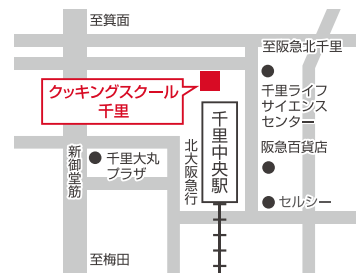 至箕面
至阪急北千里
クッキングスクール
千里
千里ライフ
サイエンス
センター
千里中央駅
新御堂筋
千里大丸
プラザ
北大阪急行
阪急百貨店
セルシー
至梅田